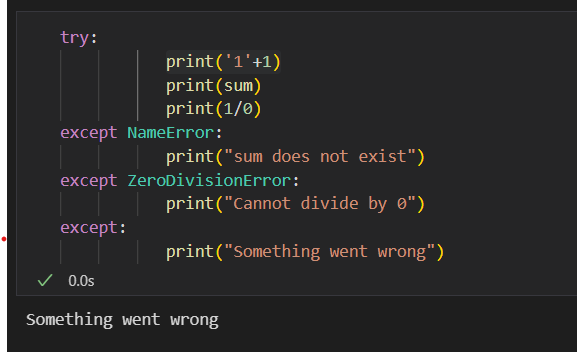 try:
print('1'+1)
print(sum)
print(1/0)
except NameError:
print("sum does not exist")
except ZeroDivisionError:
print("Cannot divide by 0")
except:
print("Something went wrong")
0.0s
Something went wrong